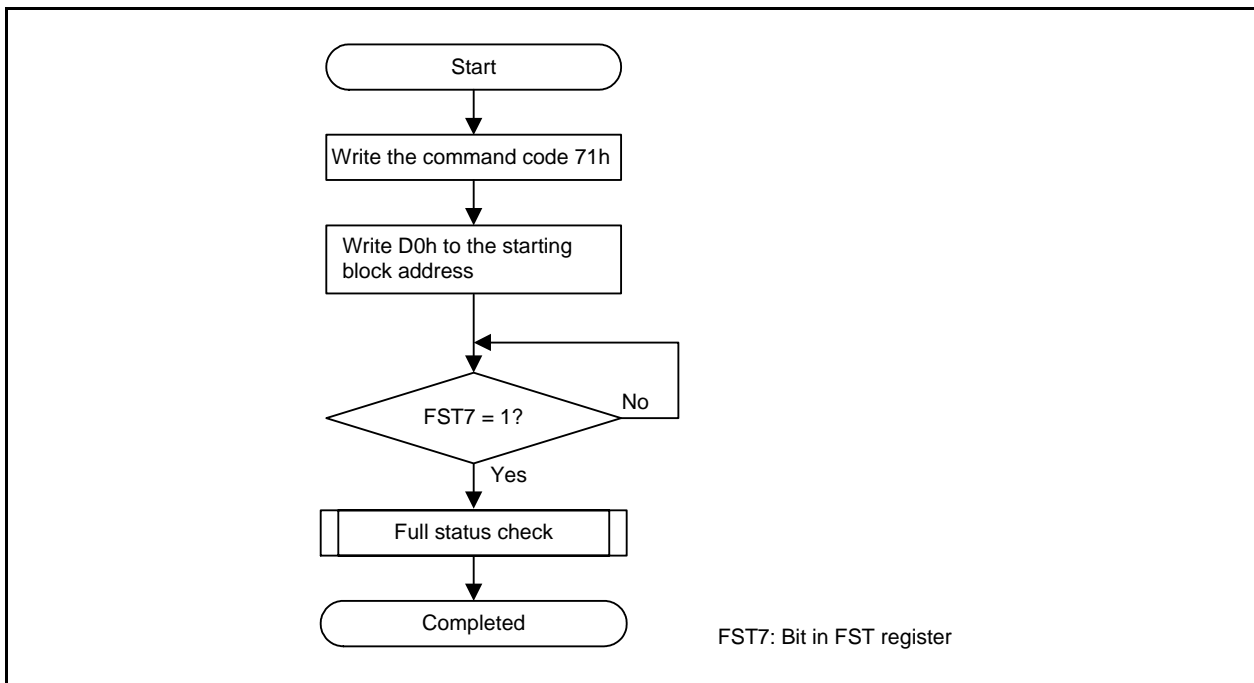 Start
Write the command code 71h
Write D0h to the starting
block address
FST7 = 1?
No
Yes
Full status check
Completed
FST7: Bit in FST register